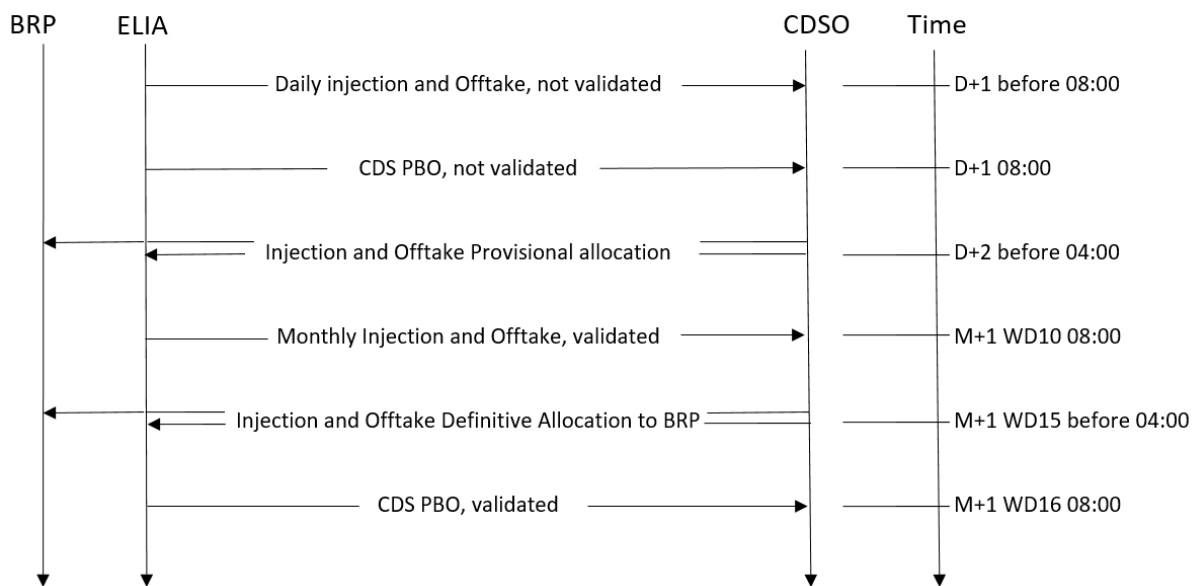 BRP ELIA CDSO Time
Daily injection and Offtake, not validated D+1 before 08:00
CDS PBO, not validated D+1 08:00
Injection and Offtake Provisional allocation D+2 before 04:00
Monthly Injection and Offtake, validated M+1 WD10 08:00
Injection and Offtake Definitive Allocation to BRP M+1 WD15 before 04:00
CDS PBO, validated M+1 WD16 08:00